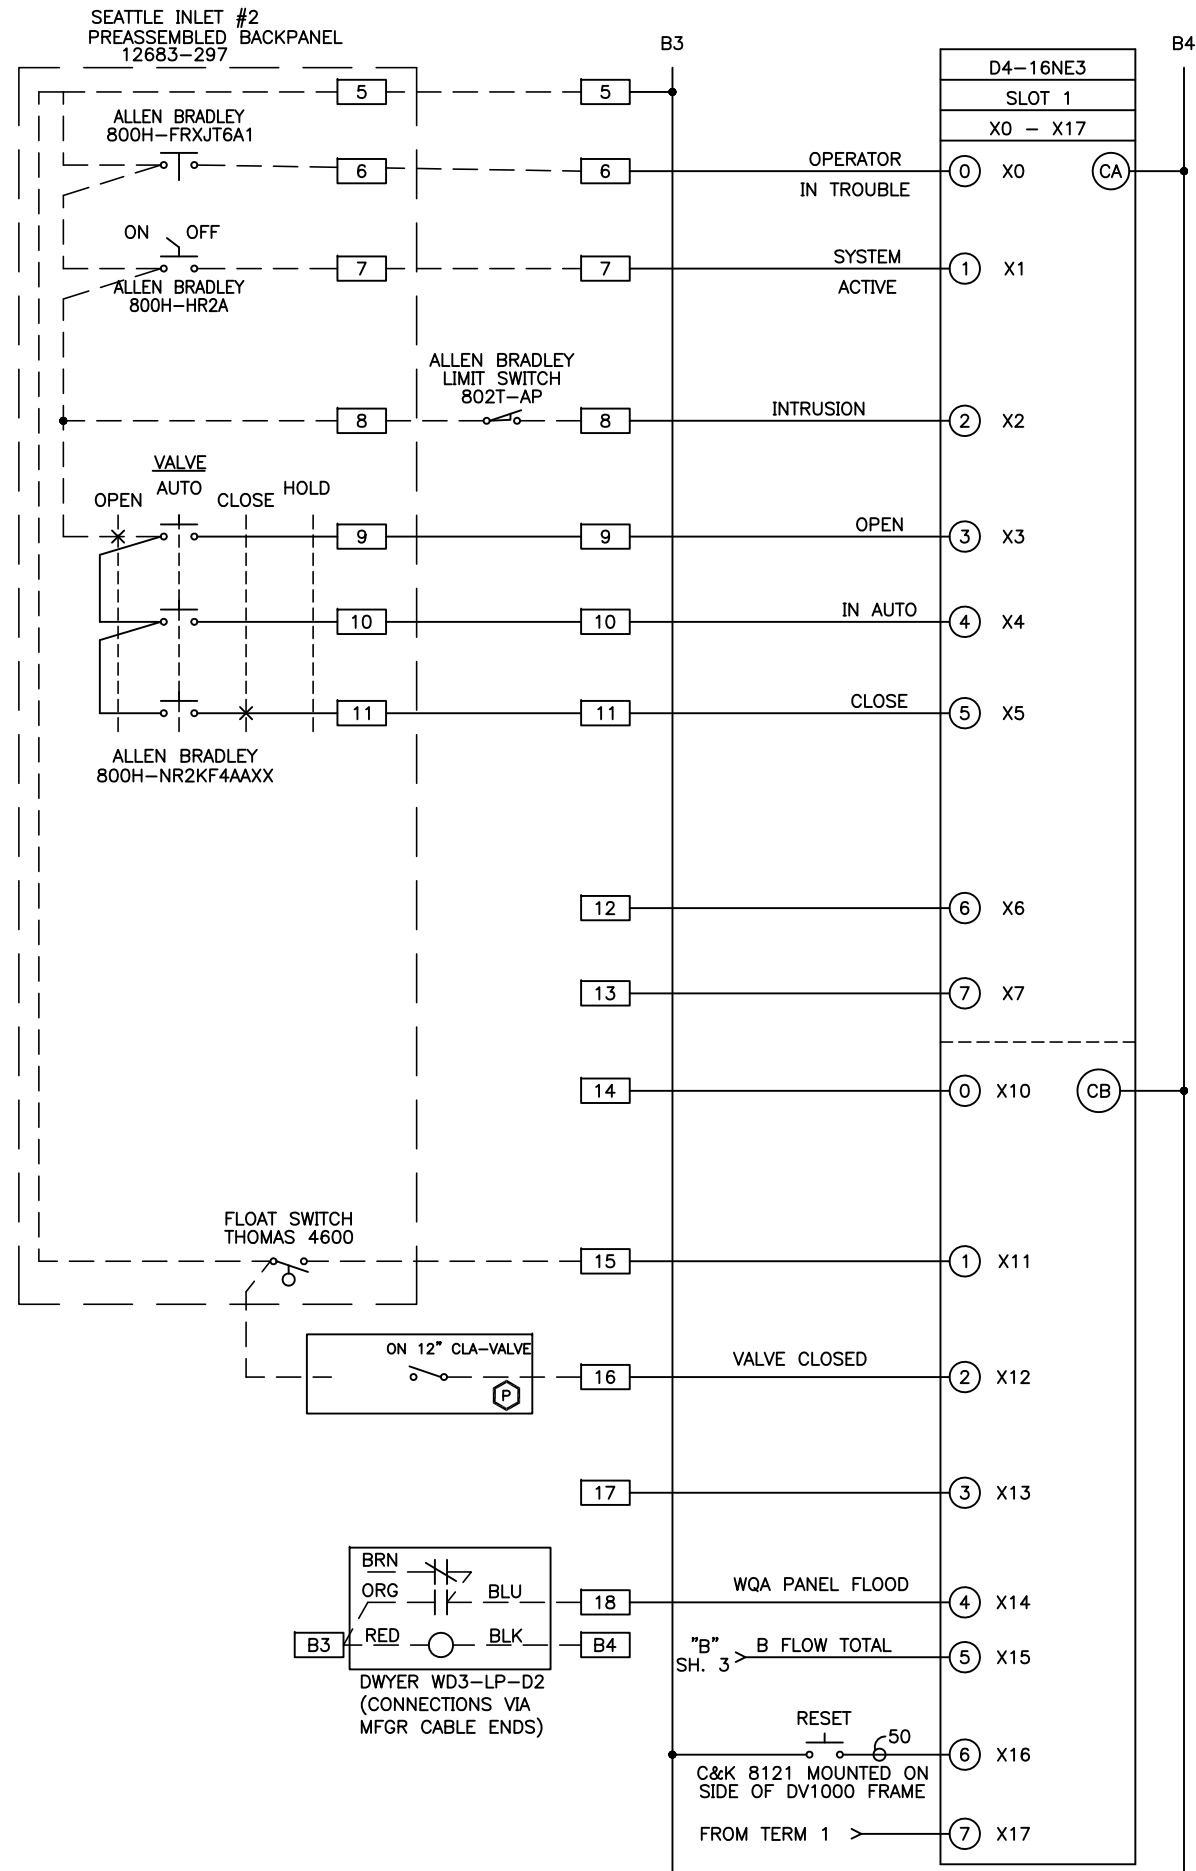 SEATTLE INLET #2
PREASSEMBLED BACKPANEL
12683-297
B3
B4
D4-16NE3
SLOT 1
X0 - X17
5
5
ALLEN BRADLEY
800H-FRXJT6A1
6
6
OPERATOR
IN TROUBLE
0 X0 CA
ON OFF
7
7
SYSTEM
ACTIVE
1 X1
ALLEN BRADLEY
800H-HR2A
ALLEN BRADLEY
LIMIT SWITCH
802T-AP
8
8
INTRUSION
2 X2
VALVE
OPEN AUTO CLOSE HOLD
9
9
OPEN
3 X3
10
10
IN AUTO
4 X4
11
11
CLOSE
5 X5
ALLEN BRADLEY
800H-NR2KF4AAXX
12
6 X6
13
7 X7
14
0 X10 CB
FLOAT SWITCH
THOMAS 4600
15
1 X11
ON 12" CLA-VALVE
P
16
VALVE CLOSED
2 X12
17
3 X13
BRN
ORG BLU
18
WQA PANEL FLOOD
4 X14
B3 RED BLK B4
"B"
SH. 3
B FLOW TOTAL
5 X15
DWYER WD3-LP-D2
(CONNECTIONS VIA
MFGR CABLE ENDS)
RESET
50
6 X16
C&K 8121 MOUNTED ON
SIDE OF DV1000 FRAME
FROM TERM 1
7 X17